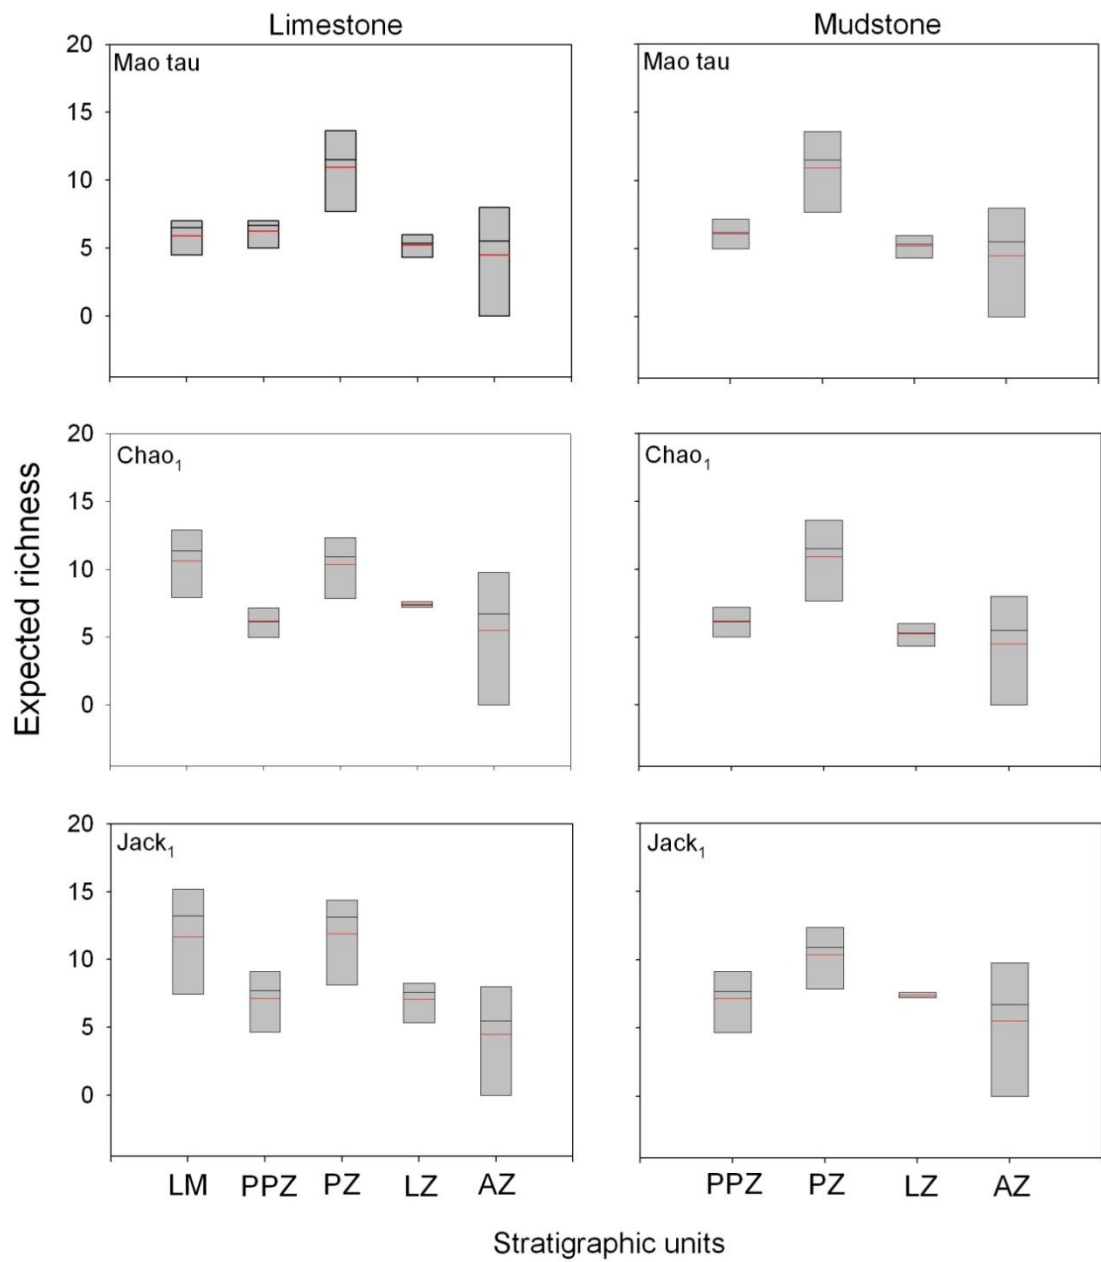 Limestone Mudstone
20
Mao tau Mao tau
15
10
5
0
20
Chao₁ Chao₁
15
10
5
0
Expected richness
20
Jack₁ Jack₁
15
10
5
0
LM PPZ PZ LZ AZ PPZ PZ LZ AZ
Stratigraphic units